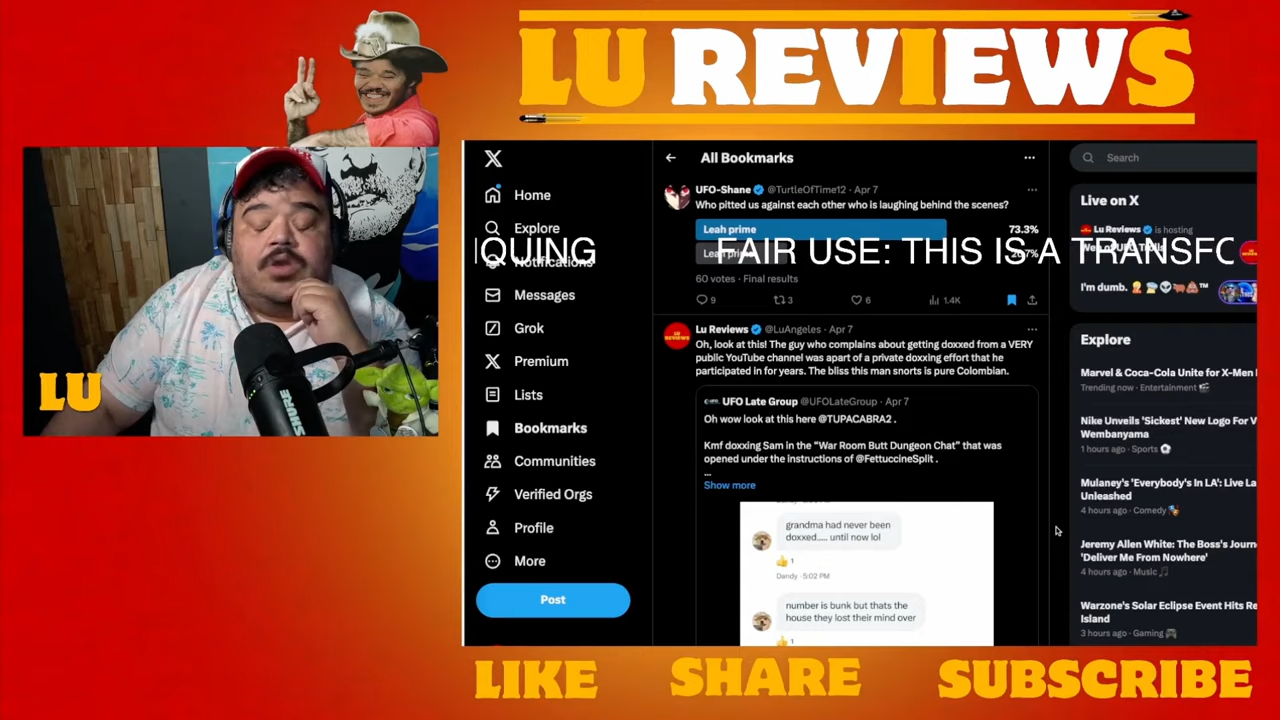 LU REVIEWS
LU
X
Home
Explore
Notifications
Messages
Grok
Premium
Lists
Bookmarks
Communities
Verified Orgs
Profile
More
Post
All Bookmarks
UFO-Shane @TurtleOfTime12 · Apr 7
Who pitted us against each other who is laughing behind the scenes?
Leah prime
73.3%
IQUING FAIR USE: THIS IS A TRANSFO
60 votes · Final results
9 3 6 1.4K
Lu Reviews @LuAngeles · Apr 7
Oh, look at this! The guy who complains about getting doxxed from a VERY
public YouTube channel was apart of a private doxxing effort that he
participated in for years. The bliss this man snorts is pure Colombian.
UFO Late Group @UFOLateGroup · Apr 7
Oh wow look at this here @TUPACABRA2 .
Kmf doxxing Sam in the “War Room Butt Dungeon Chat” that was
opened under the instructions of @FettuccineSplit .
...
Show more
grandma had never been
doxxed..... until now lol
1
Dandy · 5:02 PM
number is bunk but thats the
house they lost their mind over
1
Search
Live on X
Lu Reviews is hosting
I'm dumb.
Explore
Marvel & Coca-Cola Unite for X-Men
Trending now · Entertainment
Nike Unveils 'Sickest' New Logo For V
Wembanyama
1 hours ago · Sports
Mulaney's 'Everybody's In LA': Live La
Unleashed
4 hours ago · Comedy
Jeremy Allen White: The Boss's Journ
'Deliver Me From Nowhere'
4 hours ago · Music
Warzone's Solar Eclipse Event Hits Re
Island
3 hours ago · Gaming
SHURE
LIKE SHARE SUBSCRIBE